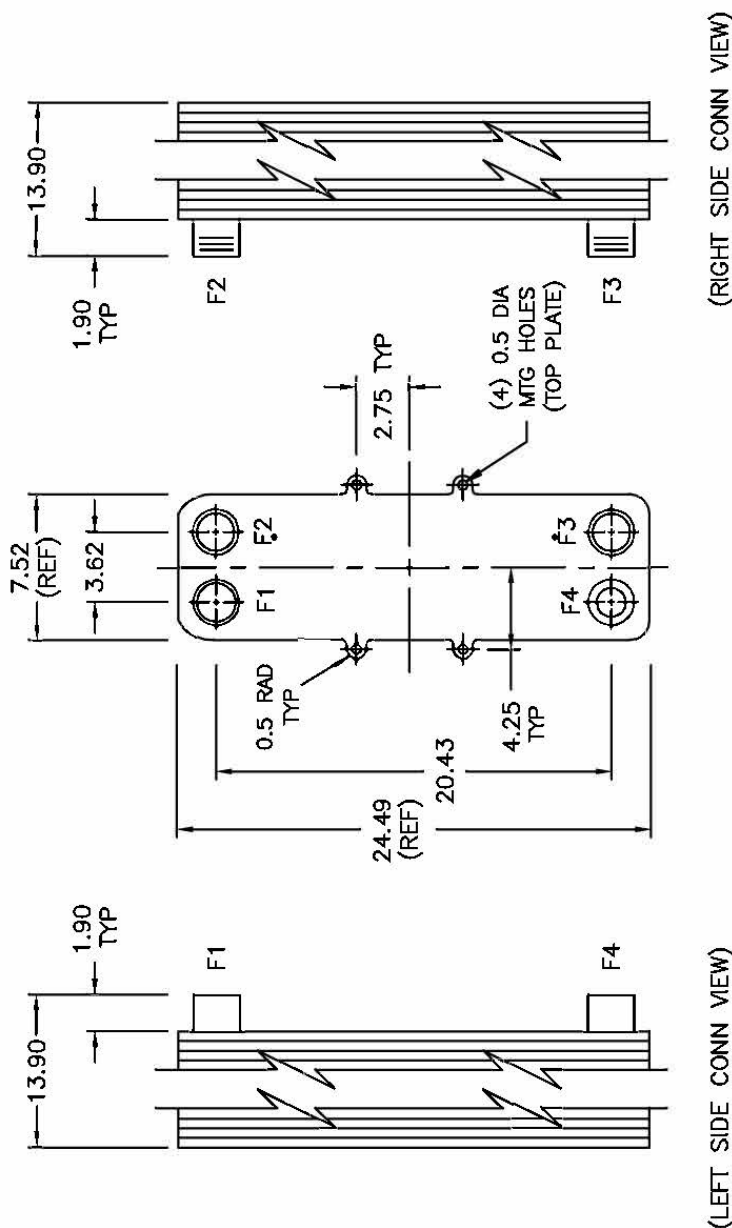 13.90
1.90
TYP
F1
F4
(LEFT SIDE CONN VIEW)
7.52
(REF)
3.62
F1
F2
0.5 RAD
TYP
2.75 TYP
(4) 0.5 DIA
MTG HOLES
(TOP PLATE)
F4
F3
4.25
TYP
20.43
24.49
(REF)
13.90
1.90
TYP
F2
F3
(RIGHT SIDE CONN VIEW)